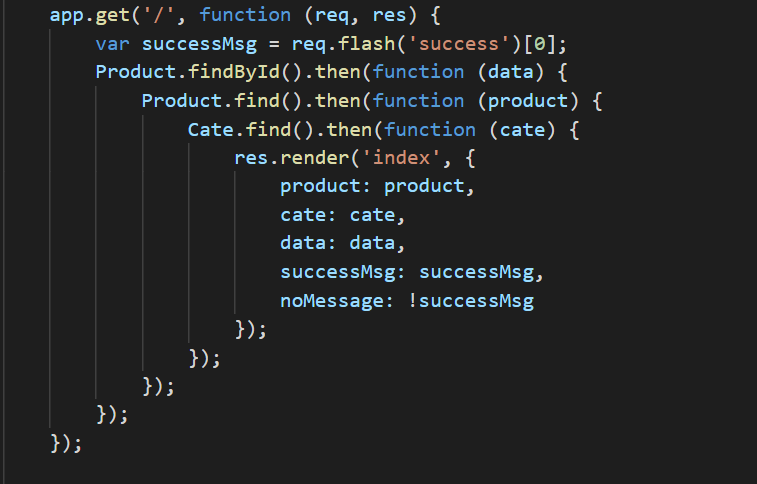 app.get('/', function (req, res) {
    var successMsg = req.flash('success')[0];
    Product.findById().then(function (data) {
        Product.find().then(function (product) {
            Cate.find().then(function (cate) {
                res.render('index', {
                    product: product,
                    cate: cate,
                    data: data,
                    successMsg: successMsg,
                    noMessage: !successMsg
                });
            });
        });
    });
});